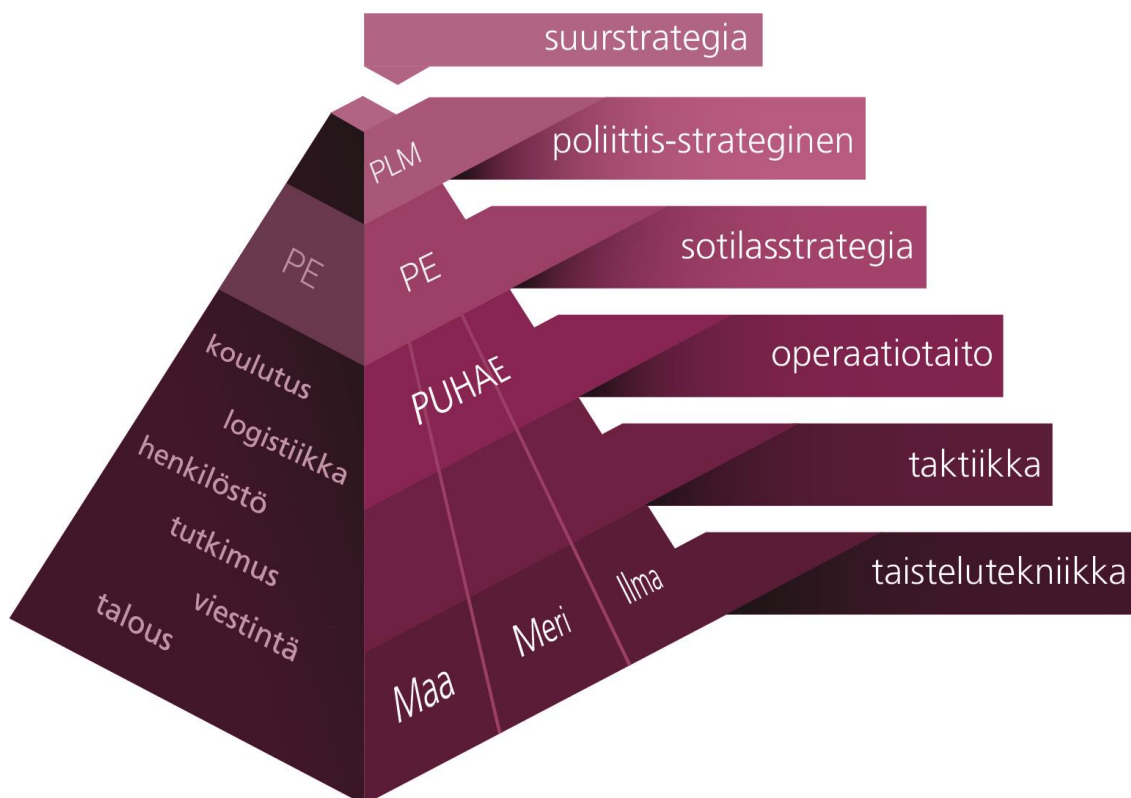 suurstrategia
poliittis-strateginen
PLM
sotilasstrategia
PE
PE
operaatiotaito
PUHAE
koulutus
logistiikka
henkilöstö
tutkimus
viestintä
talous
taktiikka
taistelutekniikka
Maa
Meri
Ilma